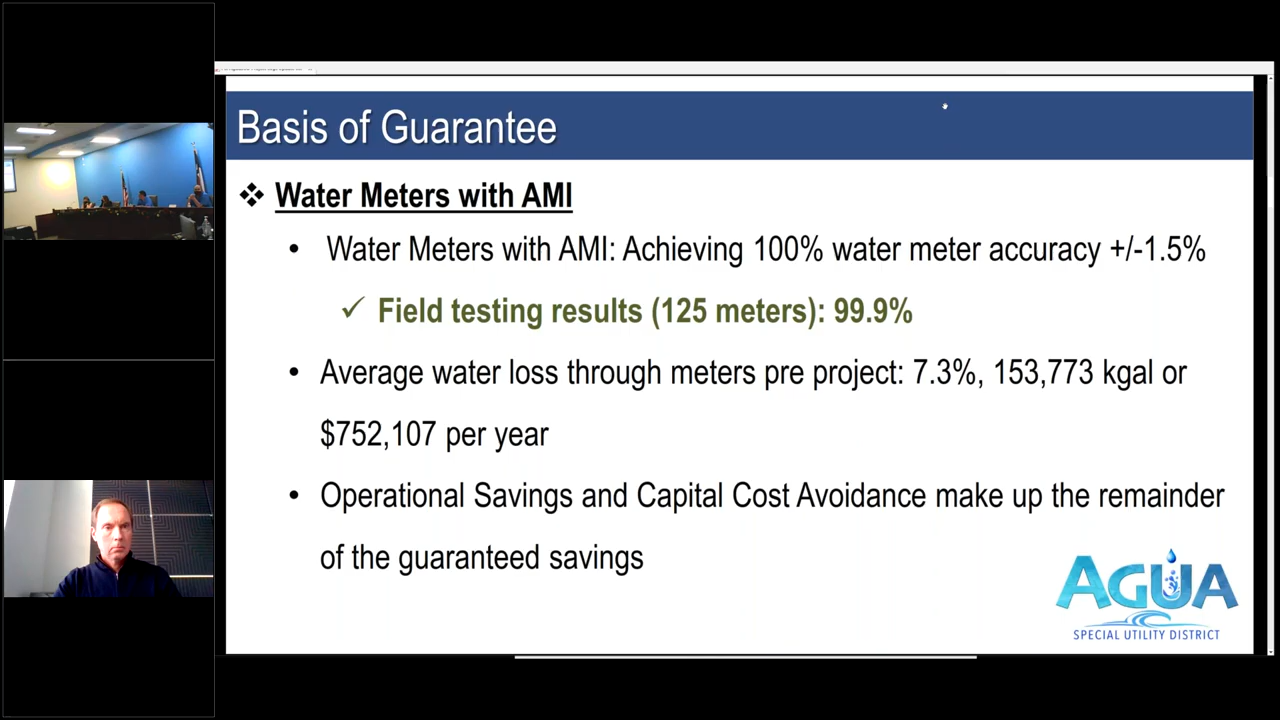 Basis of Guarantee
❖ Water Meters with AMI
• Water Meters with AMI: Achieving 100% water meter accuracy +/-1.5%
✓ Field testing results (125 meters): 99.9%
• Average water loss through meters pre project: 7.3%, 153,773 kgal or
$752,107 per year
• Operational Savings and Capital Cost Avoidance make up the remainder
of the guaranteed savings
AGUA
SPECIAL UTILITY DISTRICT